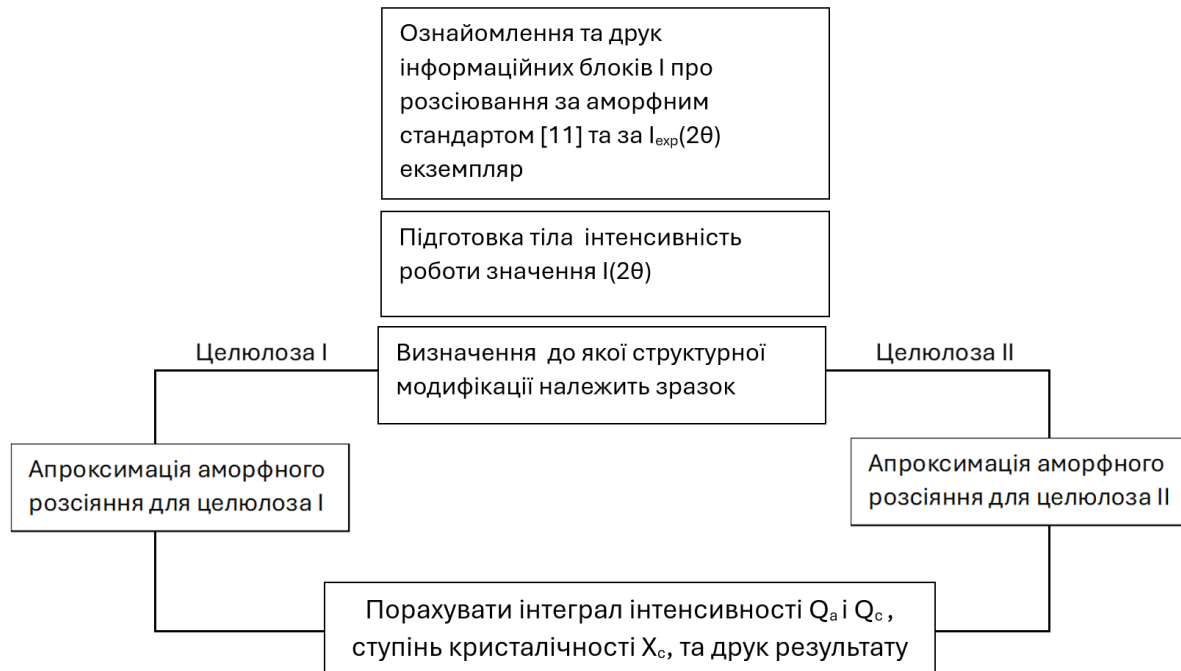 Ознайомлення та друк
інформаційних блоків I про
розсіювання за аморфним
стандартом [11] та за Iₑₓₚ(2θ)
екземпляр
Підготовка тіла  інтенсивність
роботи значення I(2θ)
Целюлоза I
Визначення  до якої структурної
модифікації належить зразок
Целюлоза II
Апроксимація аморфного
розсіяння для целюлоза I
Апроксимація аморфного
розсіяння для целюлоза II
Порахувати інтеграл інтенсивності Qₐ і Q_c ,
ступінь кристалічності X_c, та друк результату